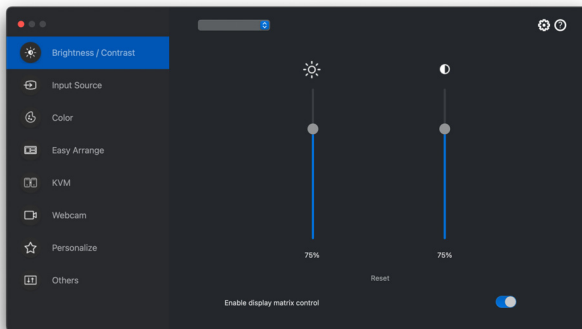 Brightness / Contrast
Input Source
Color
Easy Arrange
KVM
Webcam
Personalize
Others
75%
75%
Reset
Enable display matrix control